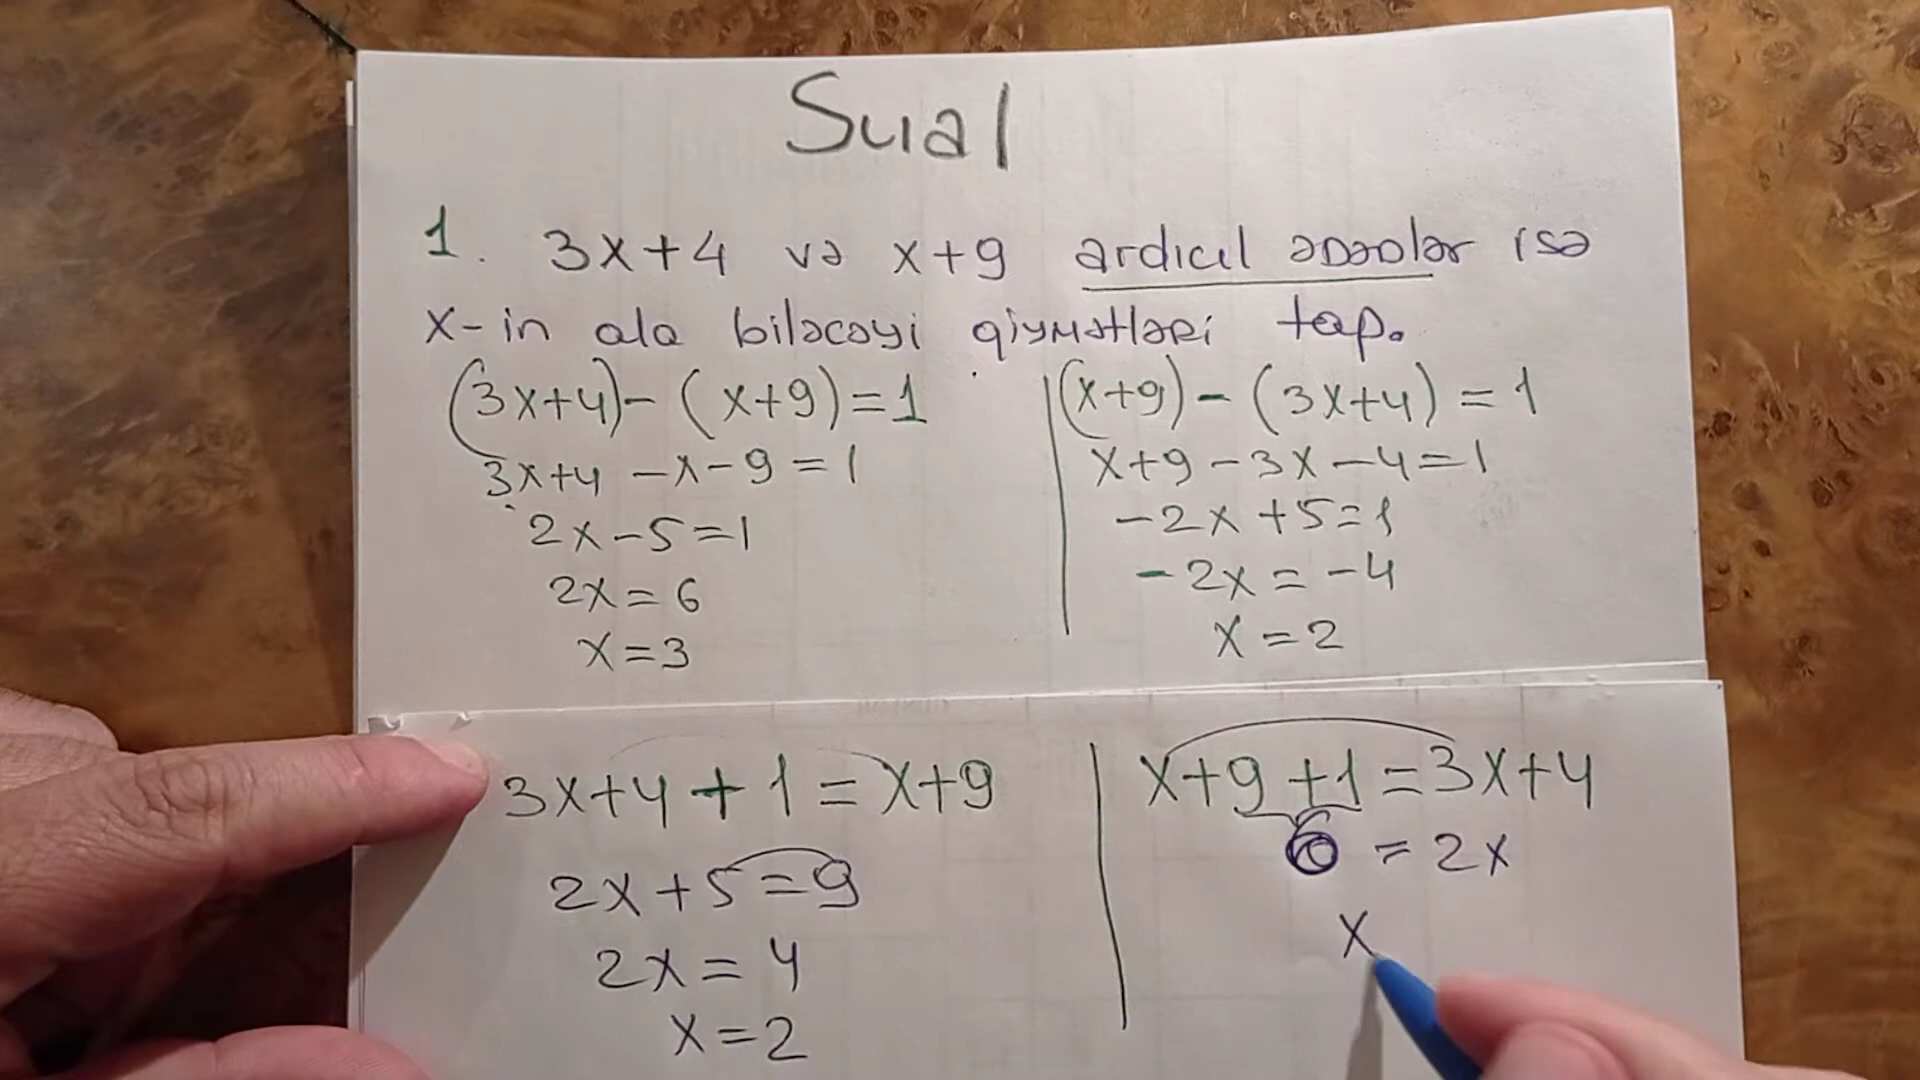 Sual
1. 3x+4 və x+9 ardıcıl ədədlər isə
x-in ala biləcəyi qiymətləri tap.
(3x+4)-(x+9)=1
3x+4-x-9=1
2x-5=1
2x=6
x=3
(x+9)-(3x+4)=1
x+9-3x-4=1
-2x+5=1
-2x=-4
x=2
3x+4+1=x+9
2x+5=9
2x=4
x=2
x+9+1=3x+4
6=2x
x